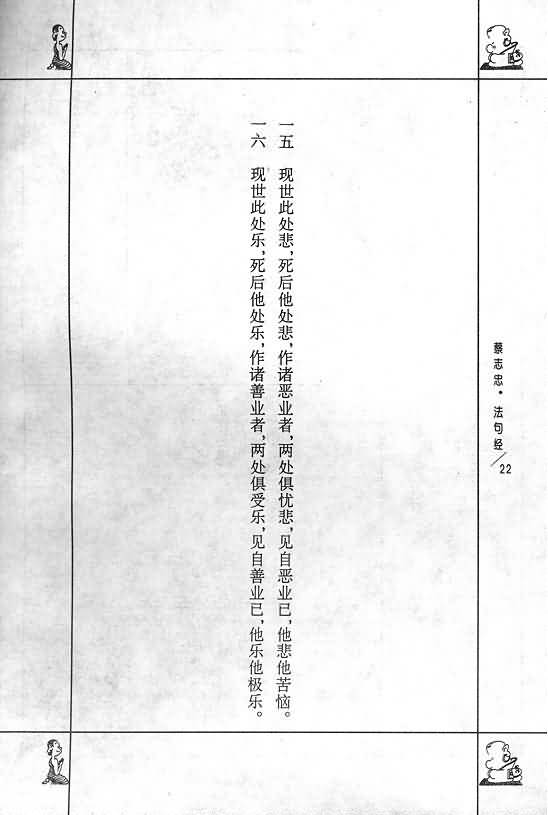 一五 现世此处悲，死后他处悲，作诸恶业者，两处俱忧悲，见自恶业已，他悲他苦恼。
一六 现世此处乐，死后他处乐，作诸善业者，两处俱受乐，见自善业已，他乐他极乐。
蔡志忠·法句经/22